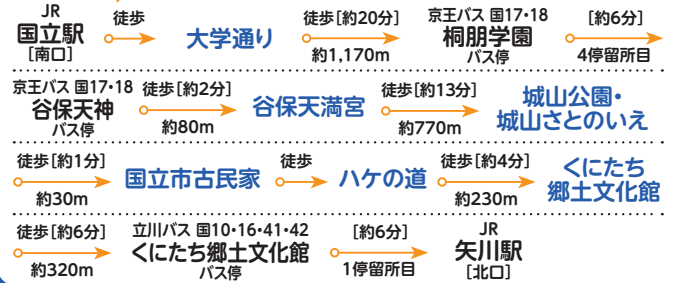 JR
国立駅
[南口]
徒歩
大学通り
徒歩[約20分]
約1,170m
京王バス 国17・18
桐朋学園
バス停
[約6分]
4停留所目
京王バス 国17・18
谷保天神
バス停
徒歩[約2分]
約80m
谷保天満宮
徒歩[約13分]
約770m
城山公園・
城山さとのいえ
徒歩[約1分]
約30m
国立市古民家
徒歩
ハケの道
徒歩[約4分]
約230m
くにたち
郷土文化館
徒歩[約6分]
約320m
立川バス 国10・16・41・42
くにたち郷土文化館
バス停
[約6分]
1停留所目
JR
矢川駅
[北口]